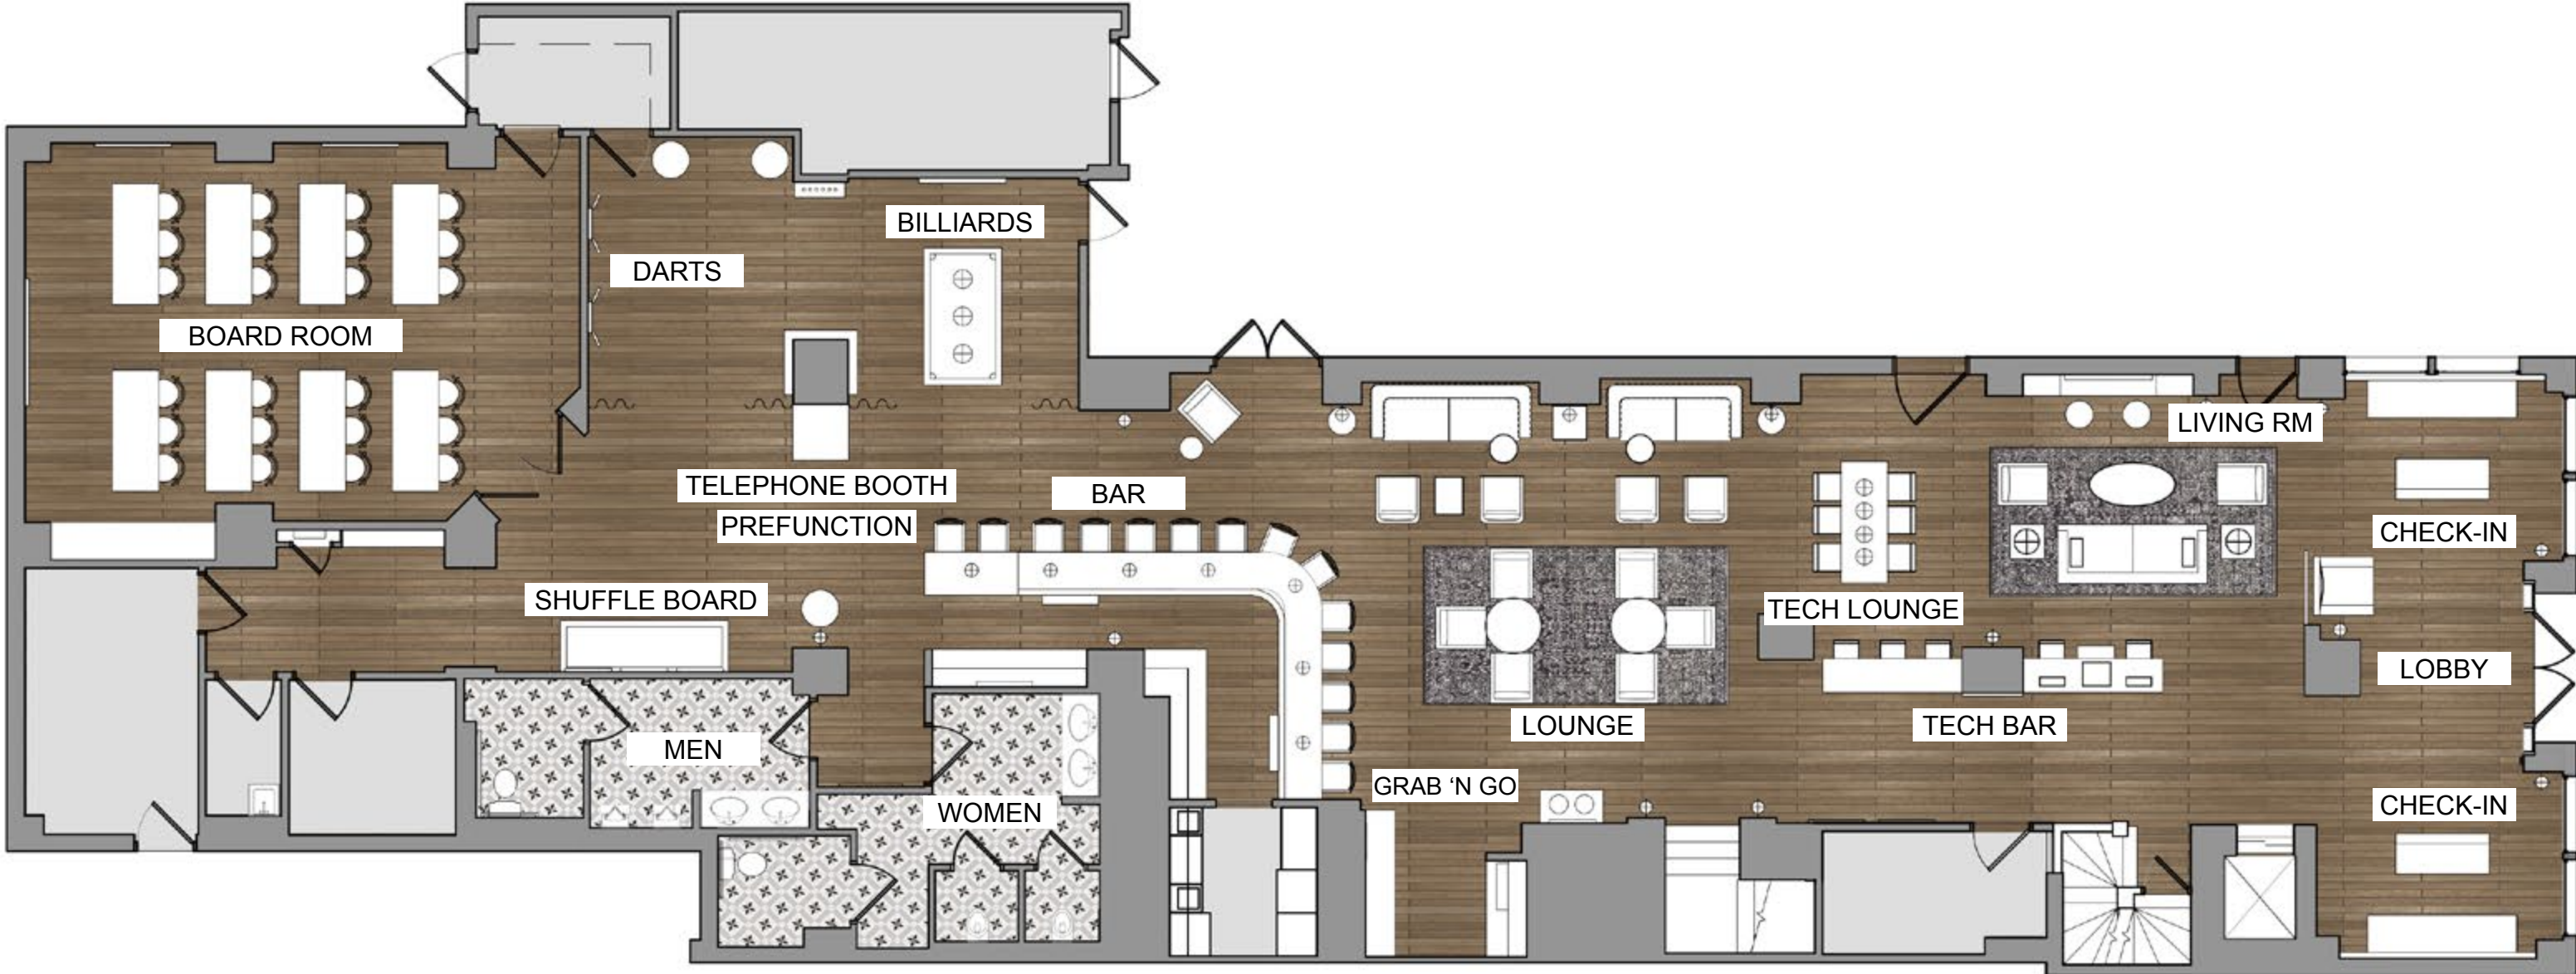 BILLIARDS
DARTS
BOARD ROOM
LIVING RM
TELEPHONE BOOTH
BAR
PREFUNCTION
CHECK-IN
SHUFFLE BOARD
TECH LOUNGE
LOBBY
LOUNGE
TECH BAR
MEN
GRAB ‘N GO
WOMEN
CHECK-IN